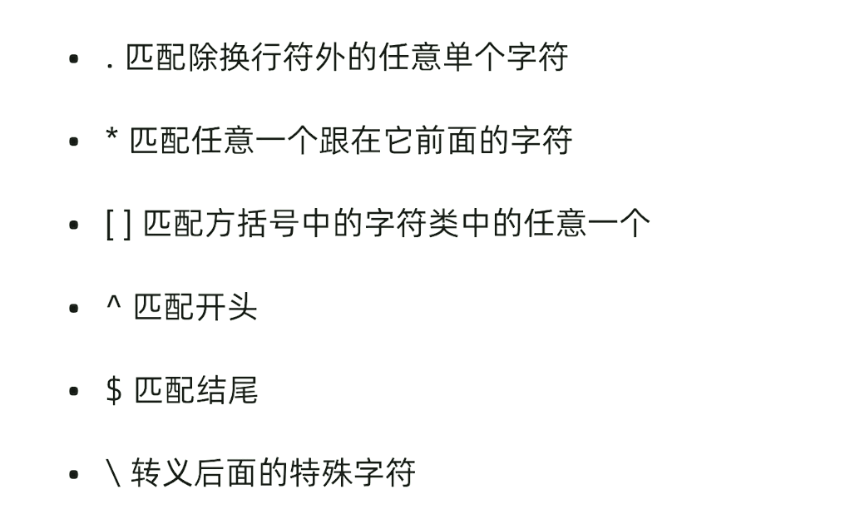 • . 匹配除换行符外的任意单个字符
• * 匹配任意一个跟在它前面的字符
• [ ] 匹配方括号中的字符类中的任意一个
• ^ 匹配开头
• $ 匹配结尾
• \ 转义后面的特殊字符